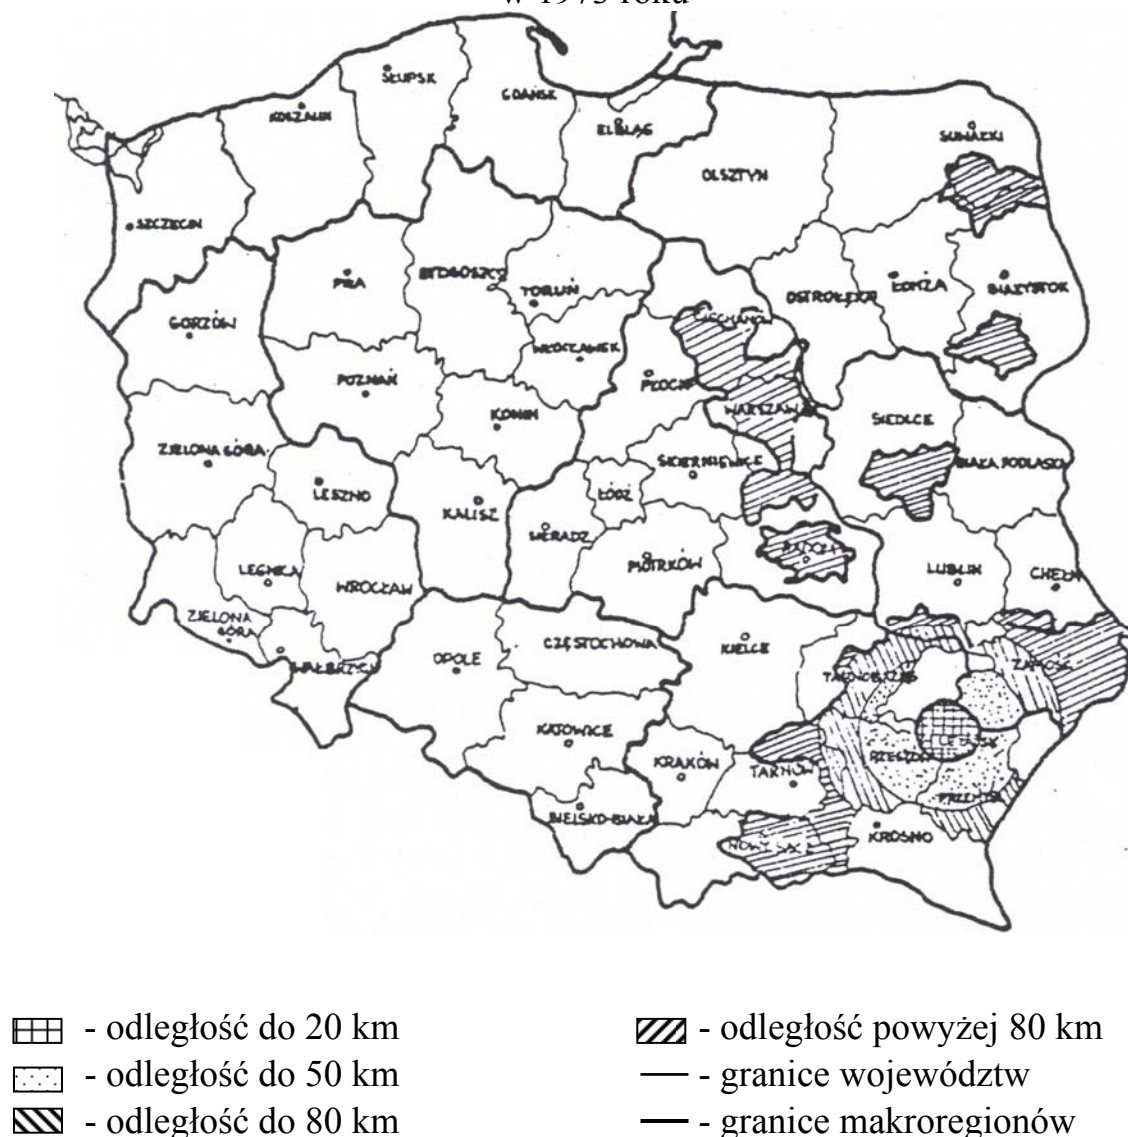 w 1975 roku
SŁUPSK
GDAŃSK
KOSZALIN
ELBLĄG
SUWAŁKI
OLSZTYN
SZCZECIN
PIŁA
BYDGOSZCZ
TORUŃ
OSTROŁĘKA
ŁOMŻA
BIAŁYSTOK
GORZÓW
CIECHANÓW
WŁOCŁAWEK
POZNAŃ
PŁOCK
KONIN
WARSZAWA
SIEDLCE
ZIELONA GÓRA
SKIERNIEWICE
BIAŁA PODLASKA
LESZNO
KALISZ
ŁÓDŹ
SIERADZ
PIOTRKÓW
RADOM
LEGNICA
WROCŁAW
LUBLIN
CHEŁM
ZIELONA
GÓRA
WAŁBRZYCH
OPOLE
CZĘSTOCHOWA
KIELCE
TARNOBRZEG
ZAMOŚĆ
KATOWICE
KRAKÓW
TARNÓW
RZESZÓW
PRZEMYŚL
BIELSKO-BIAŁA
NOWY SĄCZ
KROSNO
- odległość do 20 km
- odległość powyżej 80 km
- odległość do 50 km
- granice województw
- odległość do 80 km
- granice makroregionów